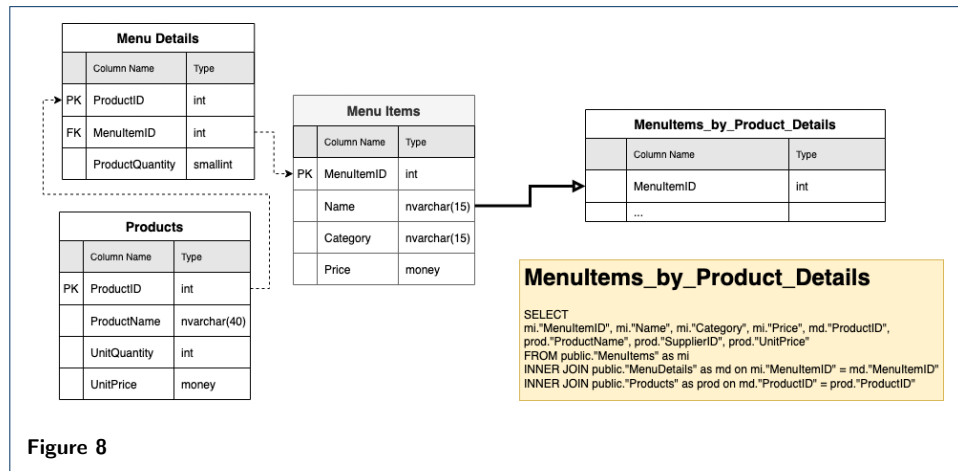 Menu Details
Column Name Type
PK ProductID int
FK MenuItemID int
ProductQuantity smallint
Products
Column Name Type
PK ProductID int
ProductName nvarchar(40)
UnitQuantity int
UnitPrice money
Menu Items
Column Name Type
PK MenuItemID int
Name nvarchar(15)
Category nvarchar(15)
Price money
MenuItems_by_Product_Details
Column Name Type
MenuItemID int
...
MenuItems_by_Product_Details
SELECT
mi."MenuItemID", mi."Name", mi."Category", mi."Price", md."ProductID",
prod."ProductName", prod."SupplierID", prod."UnitPrice"
FROM public."MenuItems" as mi
INNER JOIN public."MenuDetails" as md on mi."MenuItemID" = md."MenuItemID"
INNER JOIN public."Products" as prod on md."ProductID" = prod."ProductID"
Figure 8